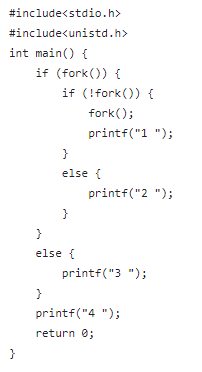 #include<stdio.h>
#include<unistd.h>
int main() {
    if (fork()) {
        if (!fork()) {
            fork();
            printf("1 ");
        }
        else {
            printf("2 ");
        }
    }
    else {
        printf("3 ");
    }
    printf("4 ");
    return 0;
}